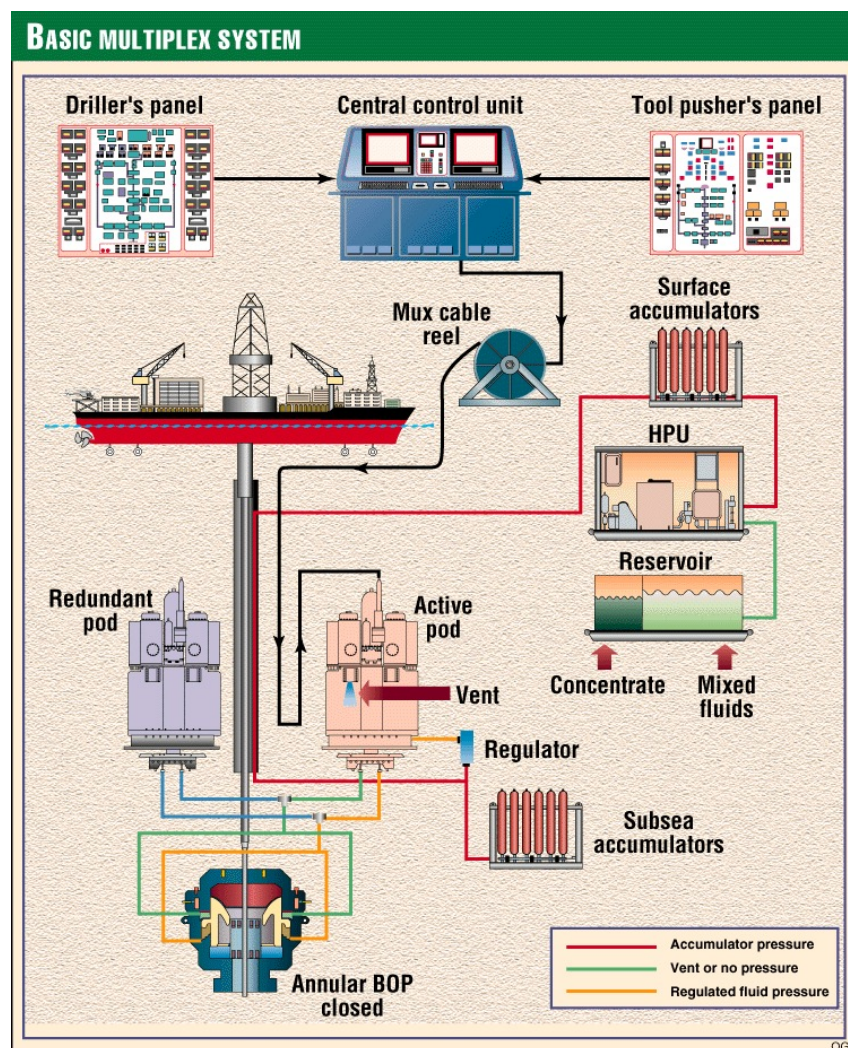 BASIC MULTIPLEX SYSTEM
Driller's panel
Central control unit
Tool pusher's panel
Surface
accumulators
Mux cable
reel
HPU
Reservoir
Redundant
pod
Active
pod
Concentrate
Mixed
fluids
Vent
Regulator
Subsea
accumulators
Annular BOP
closed
Accumulator pressure
Vent or no pressure
Regulated fluid pressure